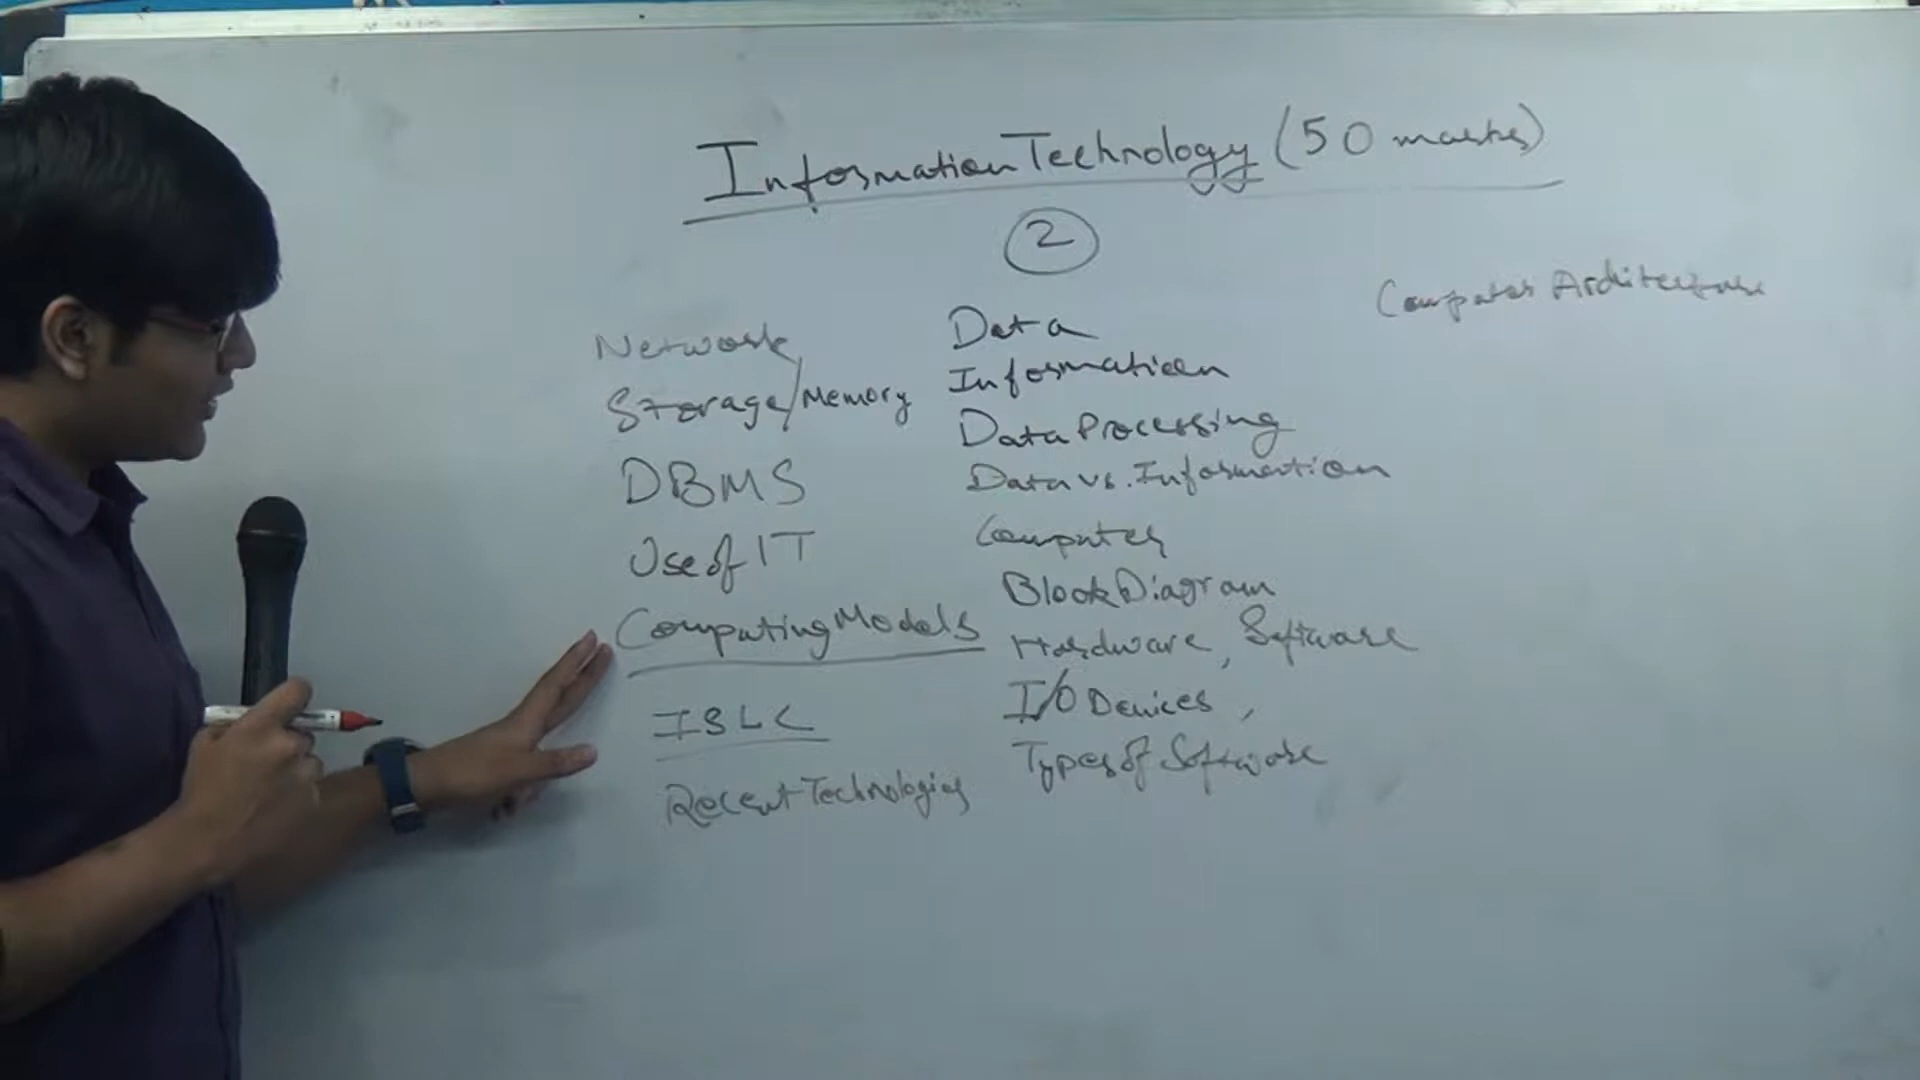 Information Technology (50 marks)
2
Network
Storage/Memory
DBMS
Use of IT
Computing Models
ISLC
Recent Technologies
Data
Information
Data Processing
Data vs. Information
Computer
Block Diagram
Hardware, Software
I/O Devices,
Types of Software
Computer Architecture